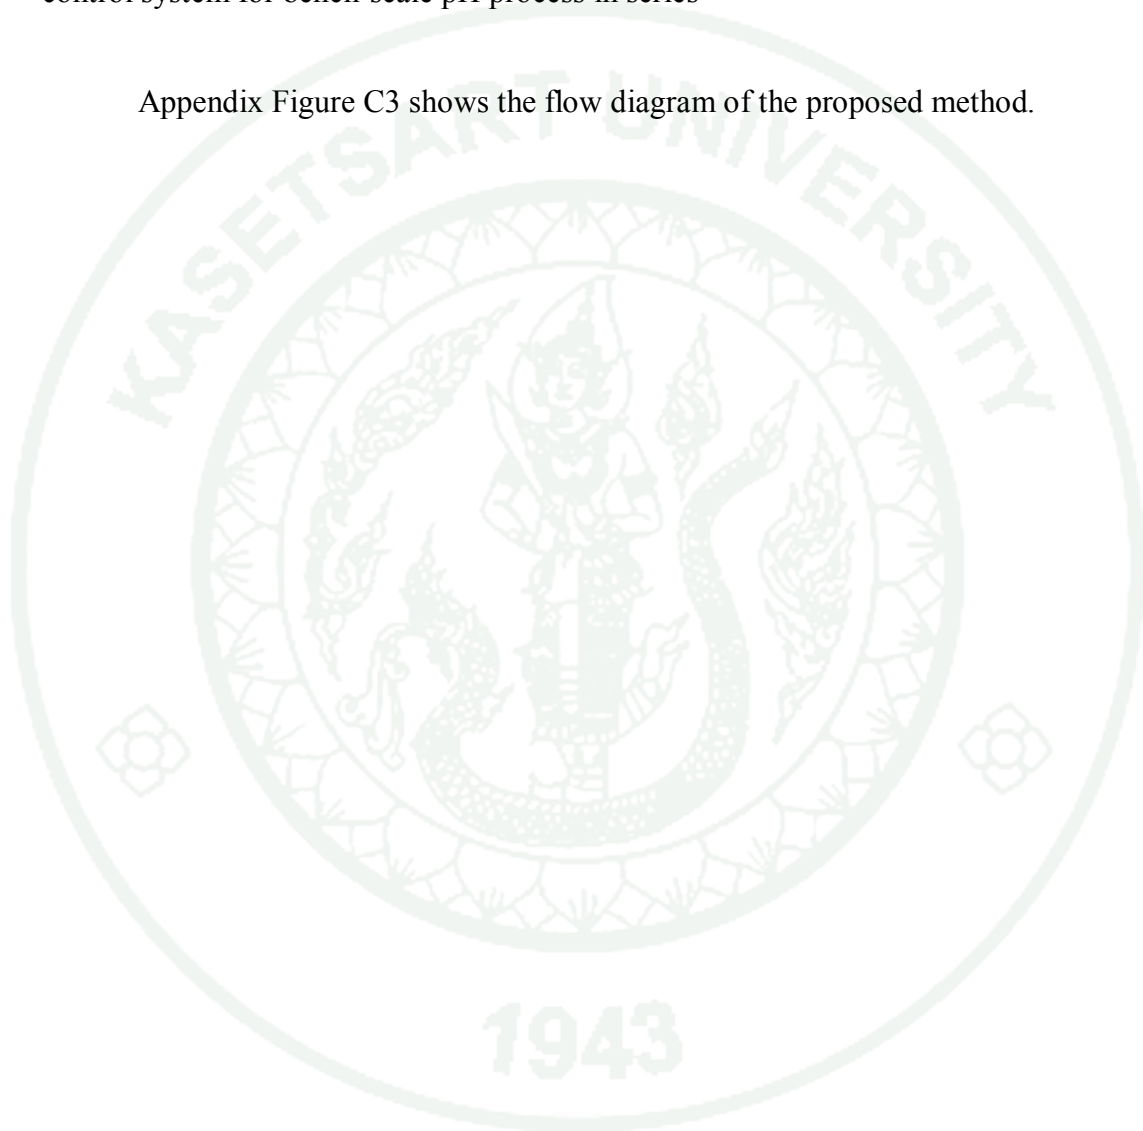 control system for bench-scale pH process in series
Appendix Figure C3 shows the flow diagram of the proposed method.
KASETSART UNIVERSITY
1943